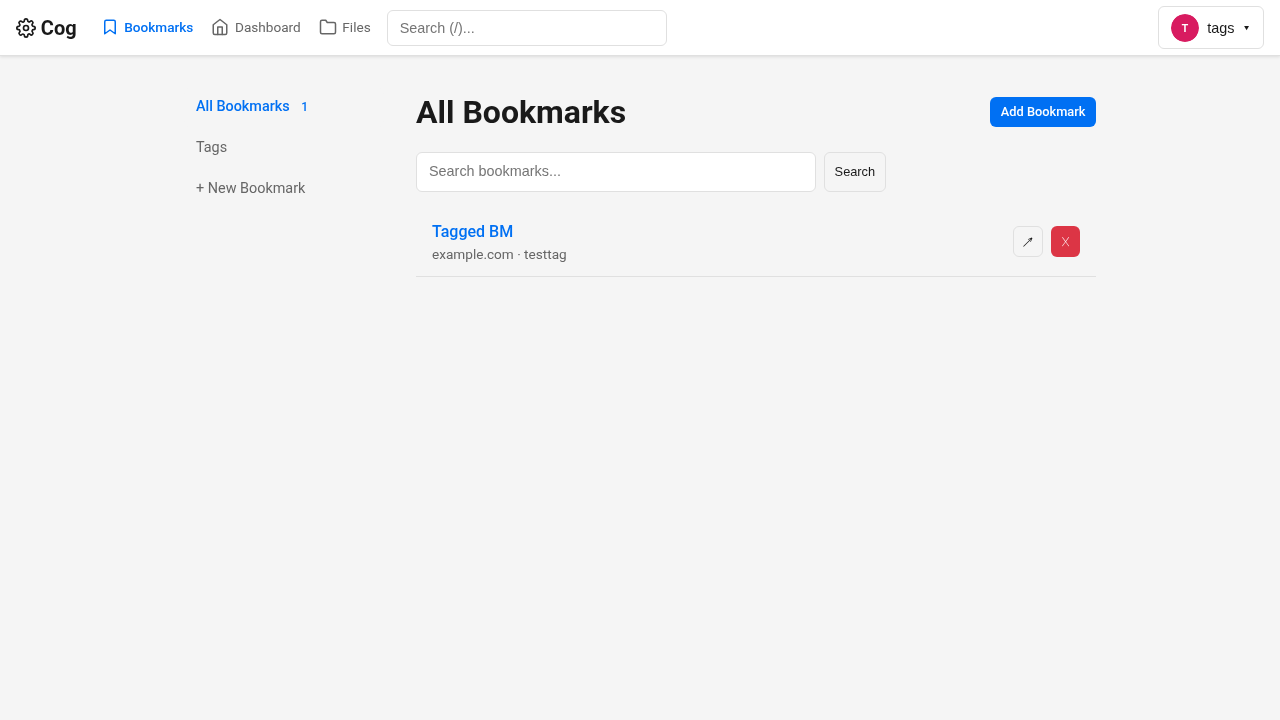 Cog Bookmarks Dashboard Files Search (/)... T tags ▾
All Bookmarks 1
Tags
+ New Bookmark
All Bookmarks
Add Bookmark
Search bookmarks...
Search
Tagged BM
example.com · testtag
X